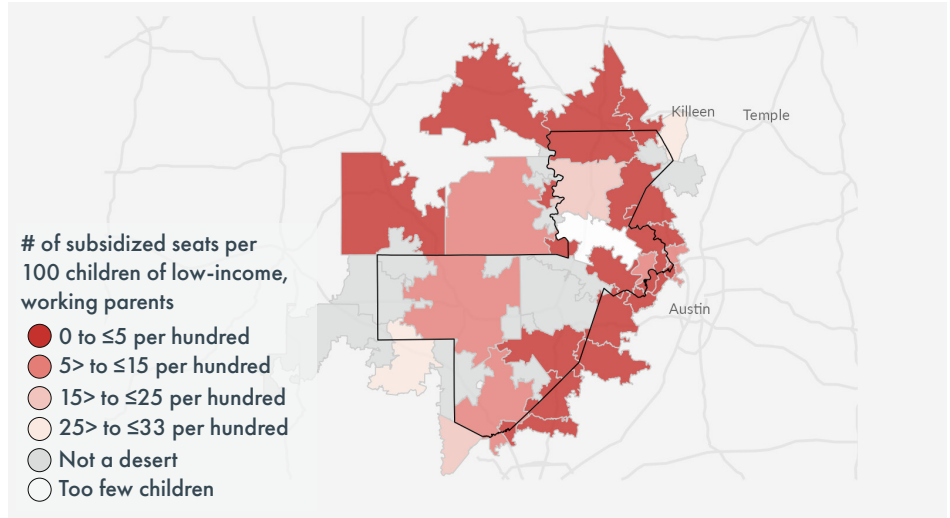 Killeen
Temple
Austin
# of subsidized seats per
100 children of low-income,
working parents
0 to ≤5 per hundred
5> to ≤15 per hundred
15> to ≤25 per hundred
25> to ≤33 per hundred
Not a desert
Too few children